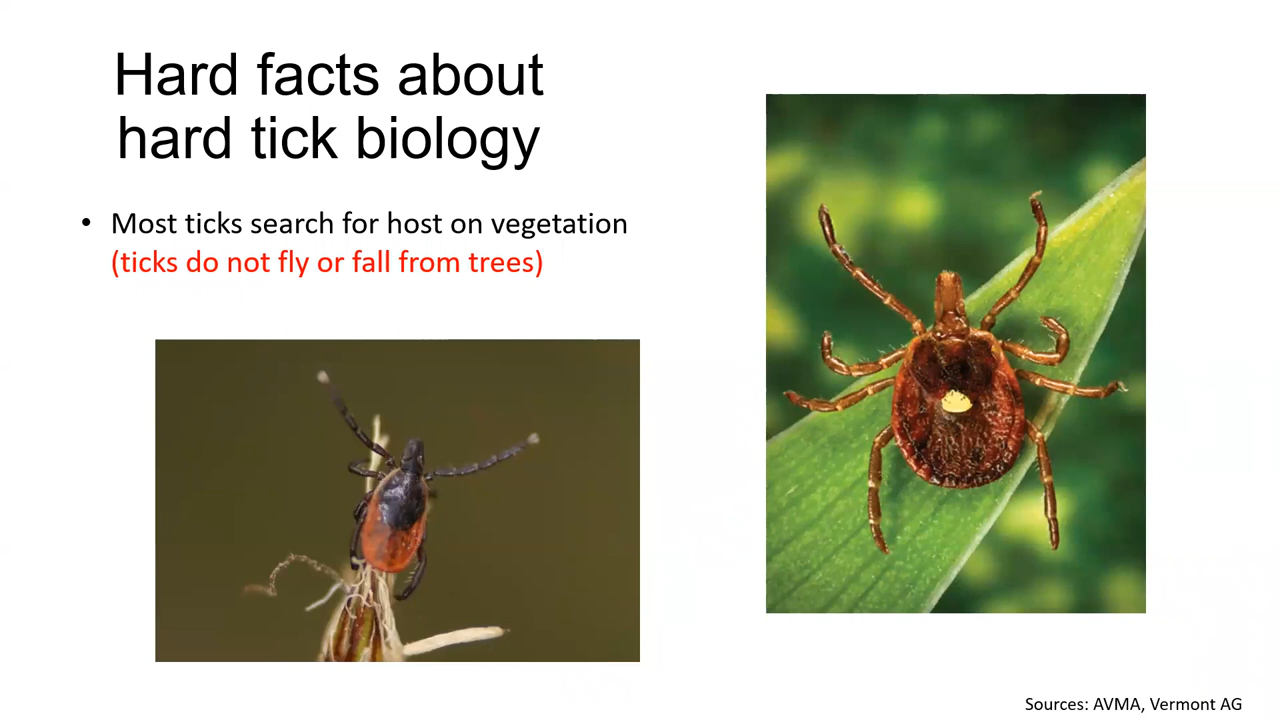 Hard facts about
hard tick biology
• Most ticks search for host on vegetation
(ticks do not fly or fall from trees)
Sources: AVMA, Vermont AG